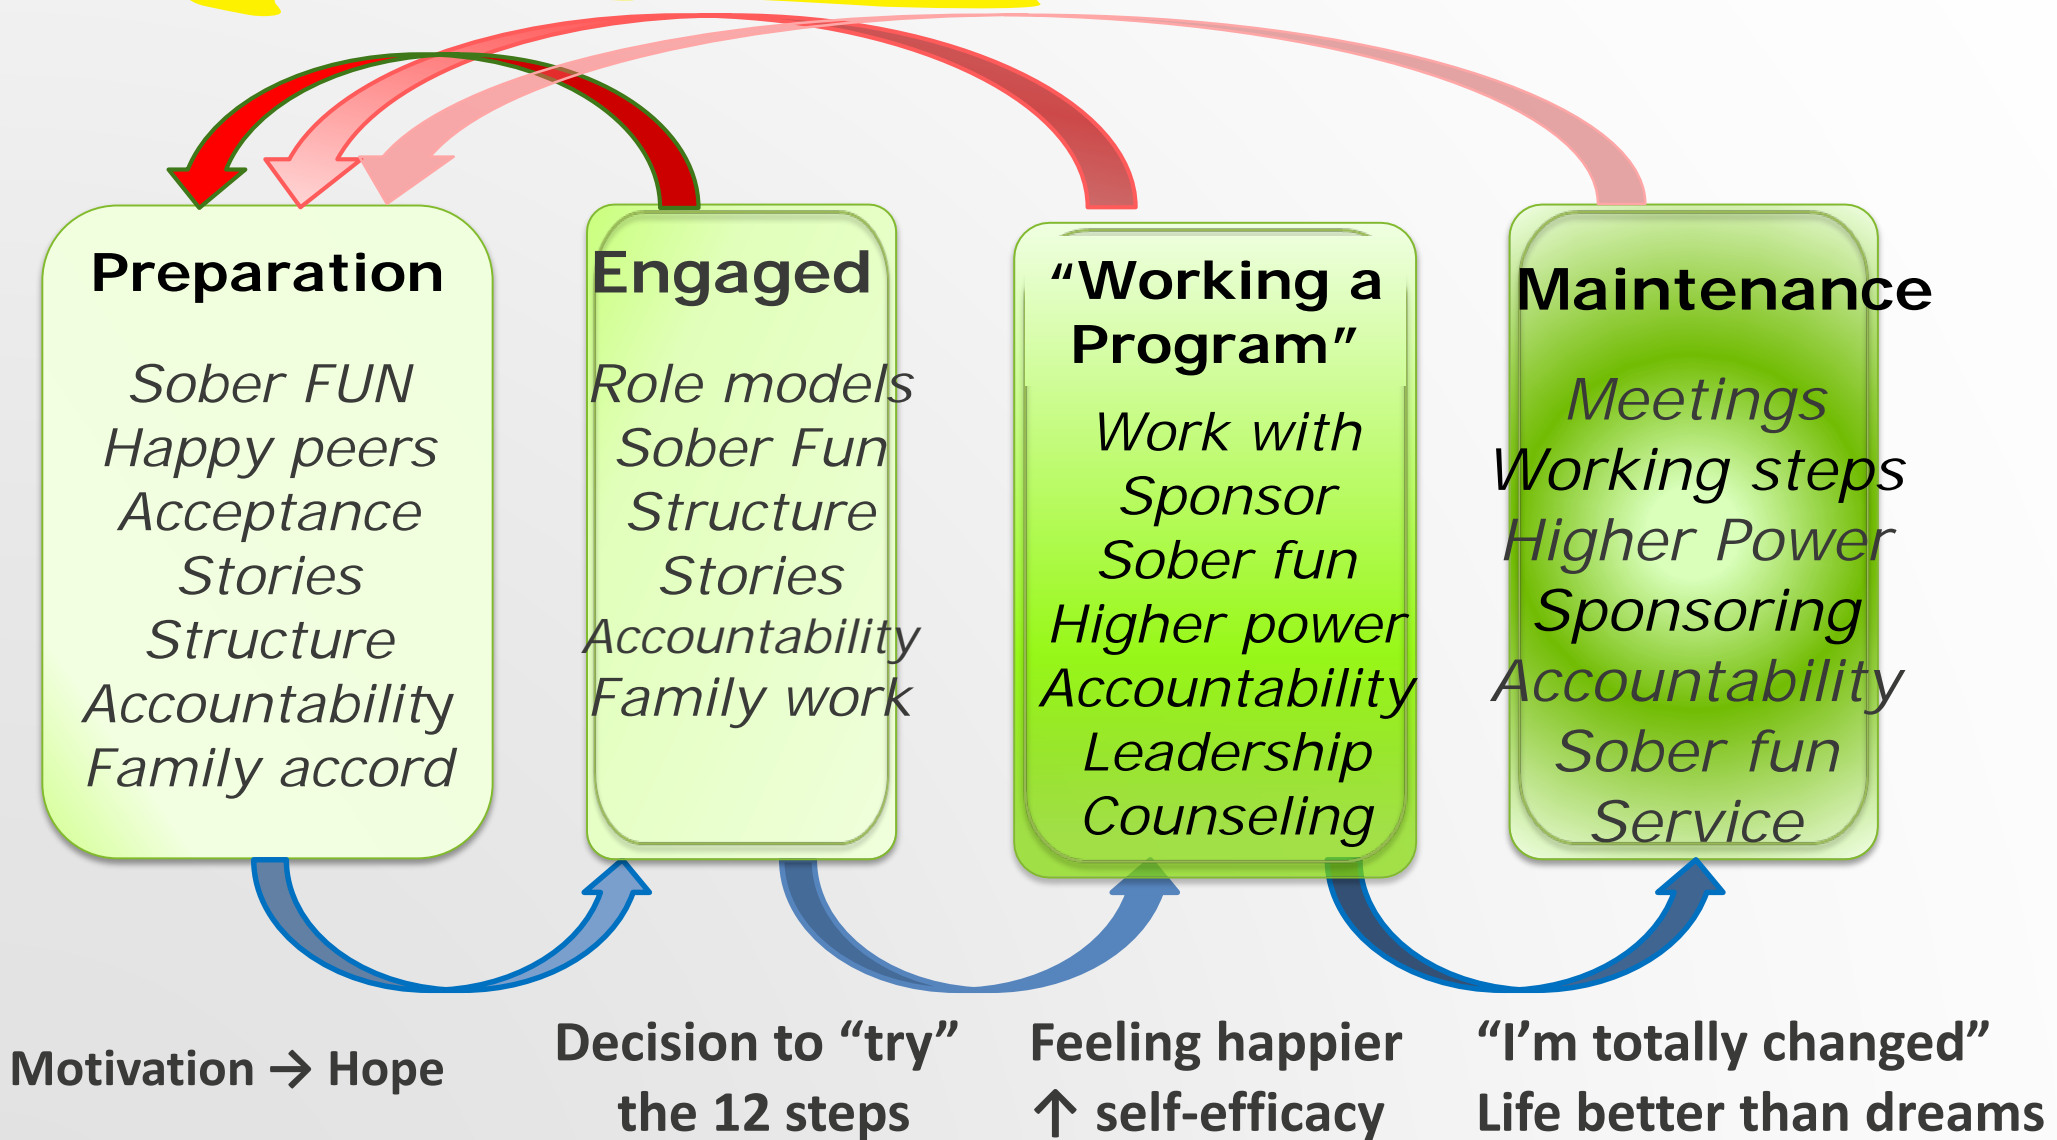 Preparation
Sober FUN
Happy peers
Acceptance
Stories
Structure
Accountability
Family accord
Engaged
Role models
Sober Fun
Structure
Stories
Accountability
Family work
“Working a
Program”
Work with
Sponsor
Sober fun
Higher power
Accountability
Leadership
Counseling
Maintenance
Meetings
Working steps
Higher Power
Sponsoring
Accountability
Sober fun
Service
Motivation → Hope
Decision to “try”
the 12 steps
Feeling happier
↑ self-efficacy
“I’m totally changed”
Life better than dreams